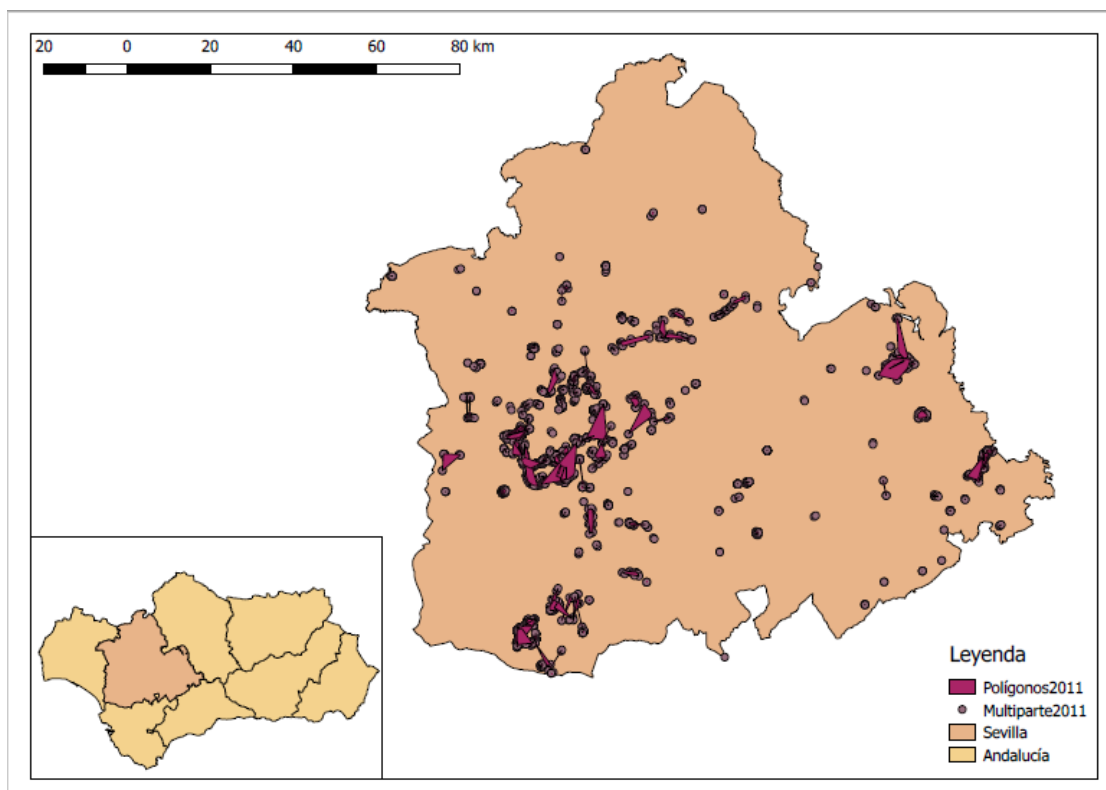 20 0 20 40 60 80 km
Leyenda
Polígonos2011
Multiparte2011
Sevilla
Andalucía